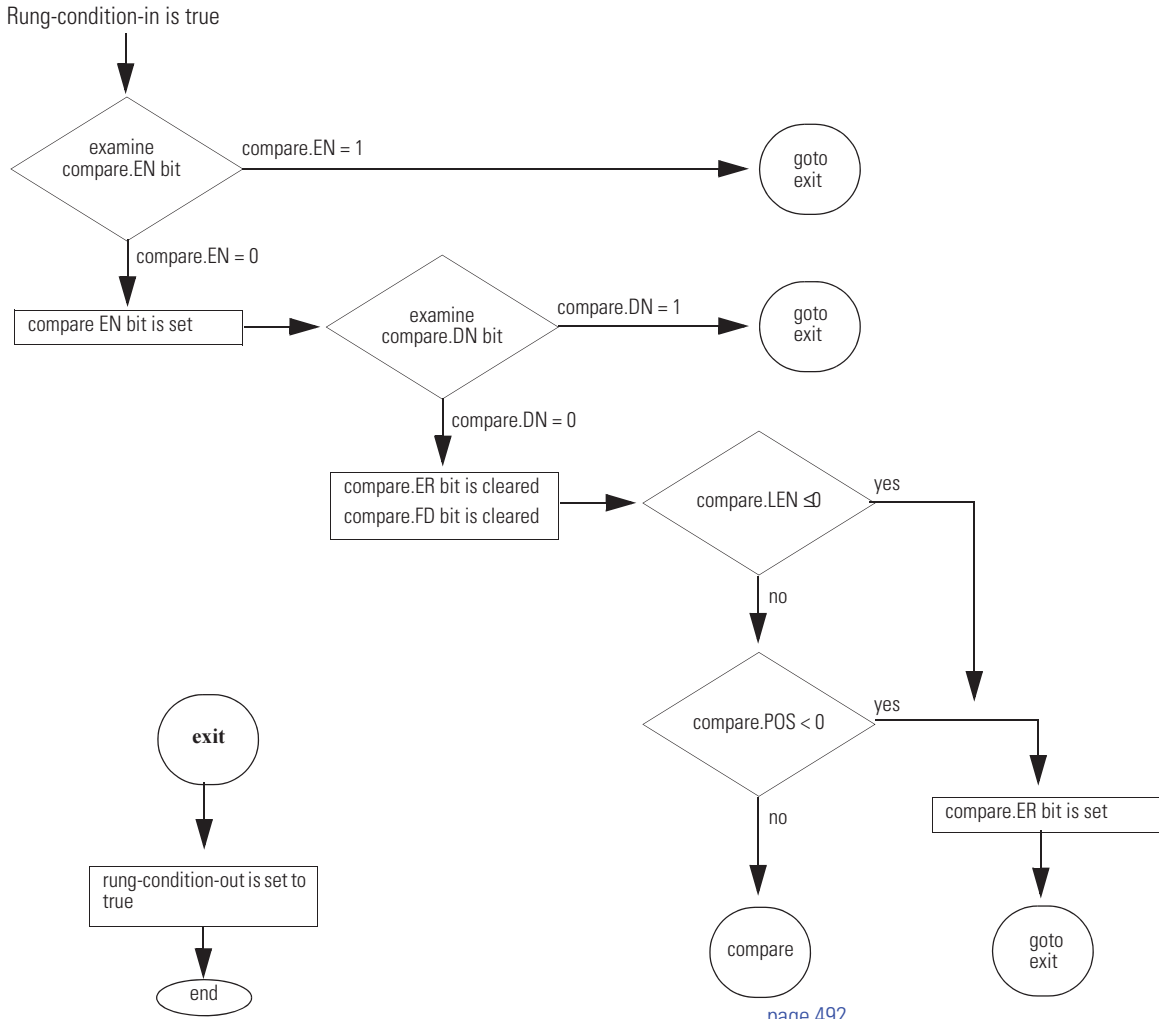 Rung-condition-in is true
examine
compare.EN bit
compare.EN = 1
goto
exit
compare.EN = 0
compare EN bit is set
examine
compare.DN bit
compare.DN = 1
goto
exit
compare.DN = 0
compare.ER bit is cleared
compare.FD bit is cleared
compare.LEN ≤0
yes
no
compare.POS < 0
yes
no
compare.ER bit is set
compare
goto
exit
page 492
exit
rung-condition-out is set to
true
end